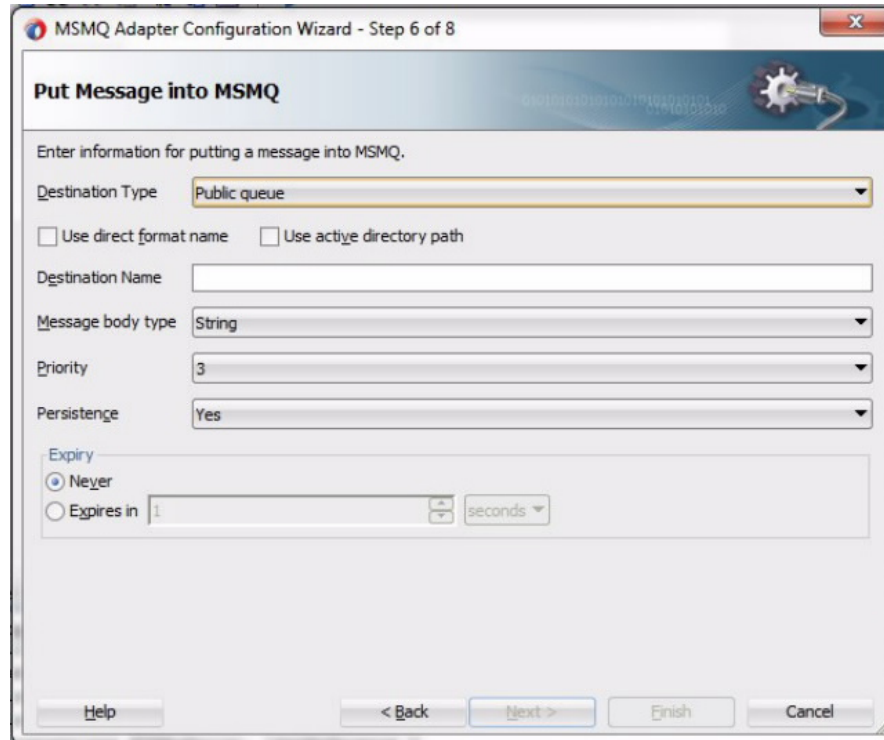 MSMQ Adapter Configuration Wizard - Step 6 of 8
Put Message into MSMQ
Enter information for putting a message into MSMQ.
Destination Type Public queue
Use direct format name Use active directory path
Destination Name
Message body type String
Priority 3
Persistence Yes
Expiry
Never
Expires in 1 seconds
Help < Back Next > Finish Cancel